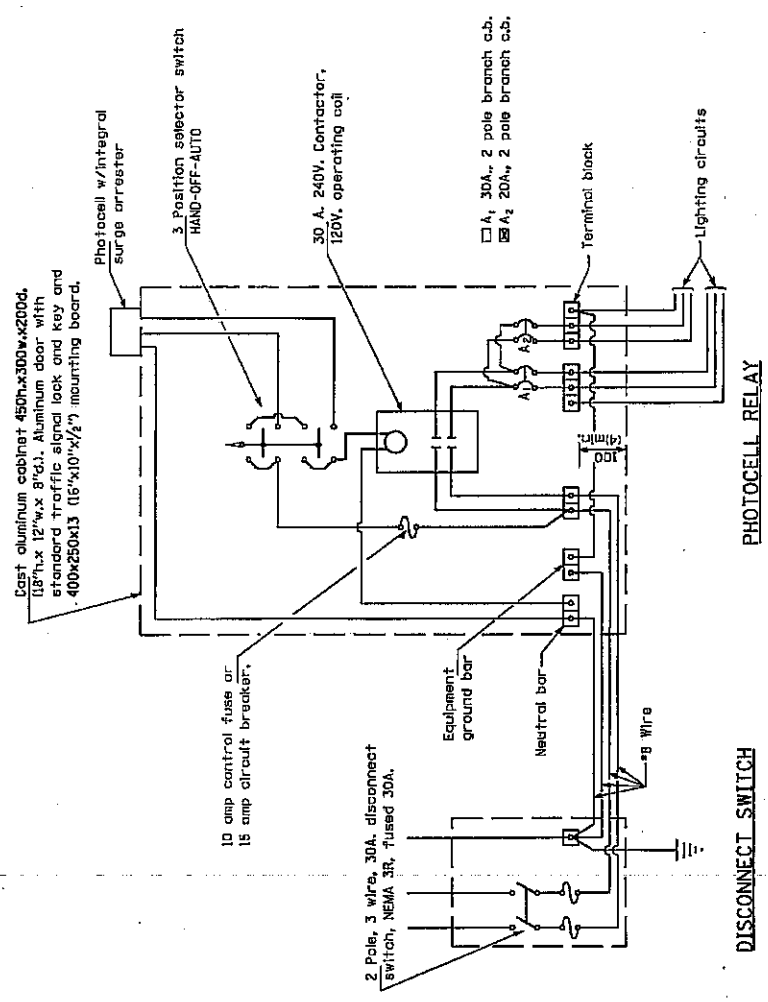 Cast aluminum cabinet 450h.x300w.x200d.
(18"h.x 12"w.x 8"d.). Aluminum door with
standard traffic signal lock and key and
400x250x13 (16"x10"x1/2") mounting board.
Photocell w/integral
surge arrester
3 Position selector switch
HAND-OFF-AUTO
30 A. 240V. Contactor,
120V. operating coil
A1 30A., 2 pole branch c.b.
A2 20A., 2 pole branch c.b.
Terminal block
Lighting circuits
A1
A2
100
(4)min.
10 amp control fuse or
15 amp circuit breaker.
Equipment
ground bar
Neutral bar
#8 Wire
2 Pole, 3 wire, 30A. disconnect
switch, NEMA 3R, fused 30A.
DISCONNECT SWITCH
PHOTOCELL RELAY